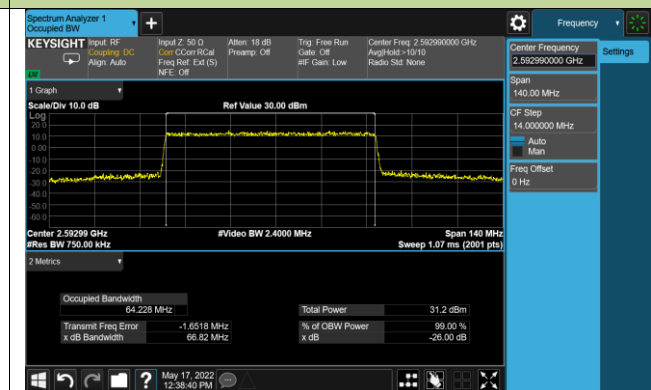 Spectrum Analyzer 1
Occupied BW
Frequency
KEYSIGHT
Input: RF
Coupling: DC
Align: Auto
Input Z: 50 Ω
Corr CCorr RCal
Freq Ref: Ext (S)
NFE: Off
Atten: 18 dB
Preamp: Off
Trig: Free Run
Gate: Off
#IF Gain: Low
Center Freq: 2.592990000 GHz
Avg|Hold:>10/10
Radio Std: None
Center Frequency
2.592990000 GHz
Settings
Span
140.00 MHz
CF Step
14.000000 MHz
Auto
Man
Freq Offset
0 Hz
1 Graph
Scale/Div 10.0 dB
Ref Value 30.00 dBm
Log
20.0
10.0
0.00
-10.0
-20.0
-30.0
-40.0
-50.0
-60.0
Center 2.59299 GHz
#Video BW 2.4000 MHz
Span 140 MHz
#Res BW 750.00 kHz
Sweep 1.07 ms (2001 pts)
2 Metrics
Occupied Bandwidth
64.228 MHz
Total Power
31.2 dBm
Transmit Freq Error
-1.6518 MHz
% of OBW Power
99.00 %
x dB Bandwidth
66.82 MHz
x dB
-26.00 dB
May 17, 2022
12:38:40 PM